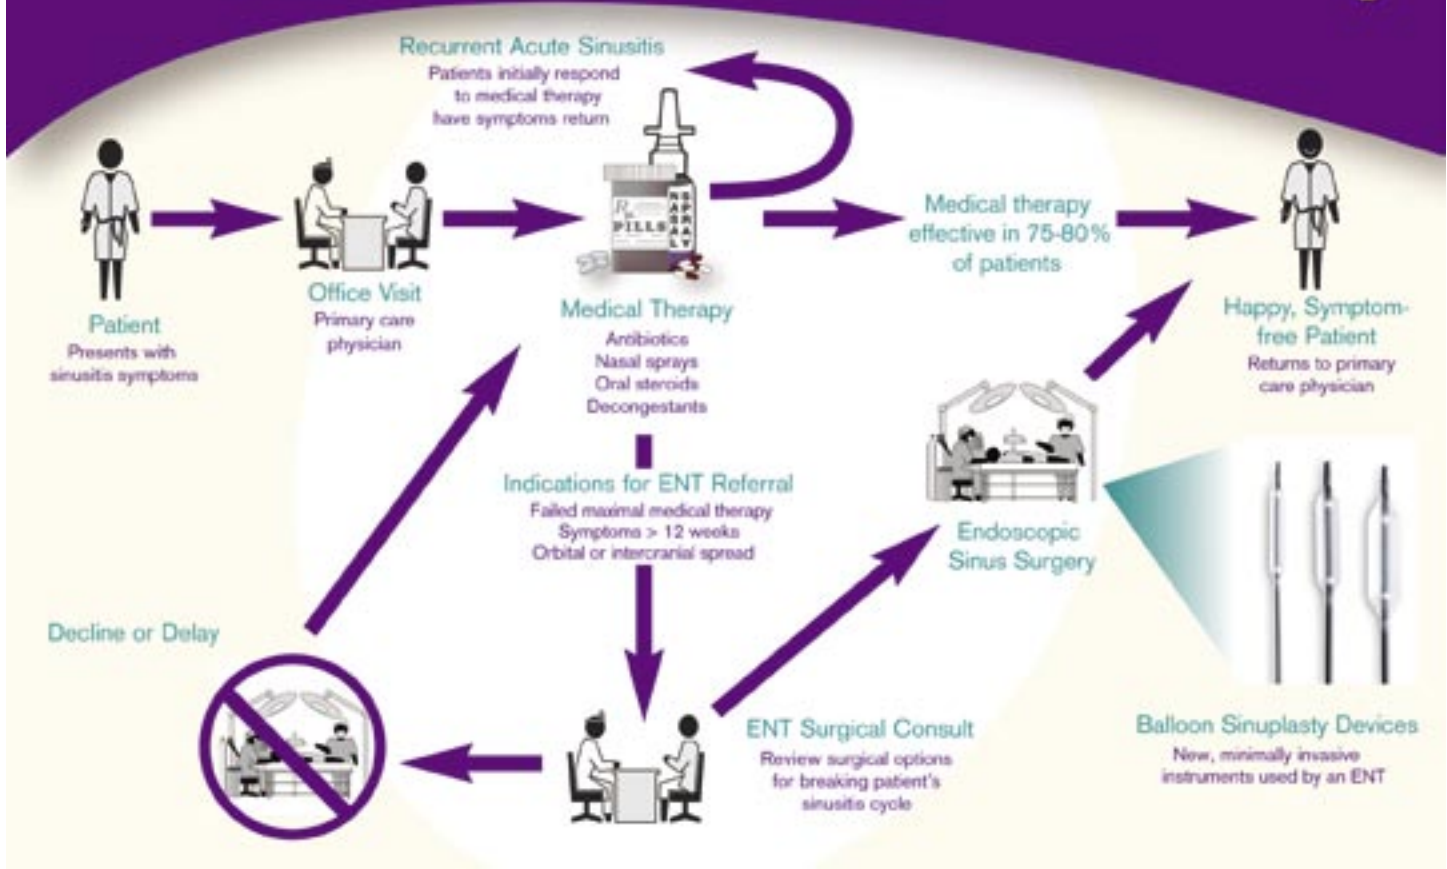 Recurrent Acute Sinusitis
Patients initially respond
to medical therapy
have symptoms return
Patient
Presents with
sinusitis symptoms
Office Visit
Primary care
physician
Rx
PILLS
NASAL
SPRAY
Medical Therapy
Antibiotics
Nasal sprays
Oral steroids
Decongestants
Medical therapy
effective in 75-80%
of patients
Happy, Symptom-
free Patient
Returns to primary
care physician
Indications for ENT Referral
Failed maximal medical therapy
Symptoms > 12 weeks
Orbital or intercranial spread
Endoscopic
Sinus Surgery
Decline or Delay
ENT Surgical Consult
Review surgical options
for breaking patient's
sinusitis cycle
Balloon Sinuplasty Devices
New, minimally invasive
instruments used by an ENT